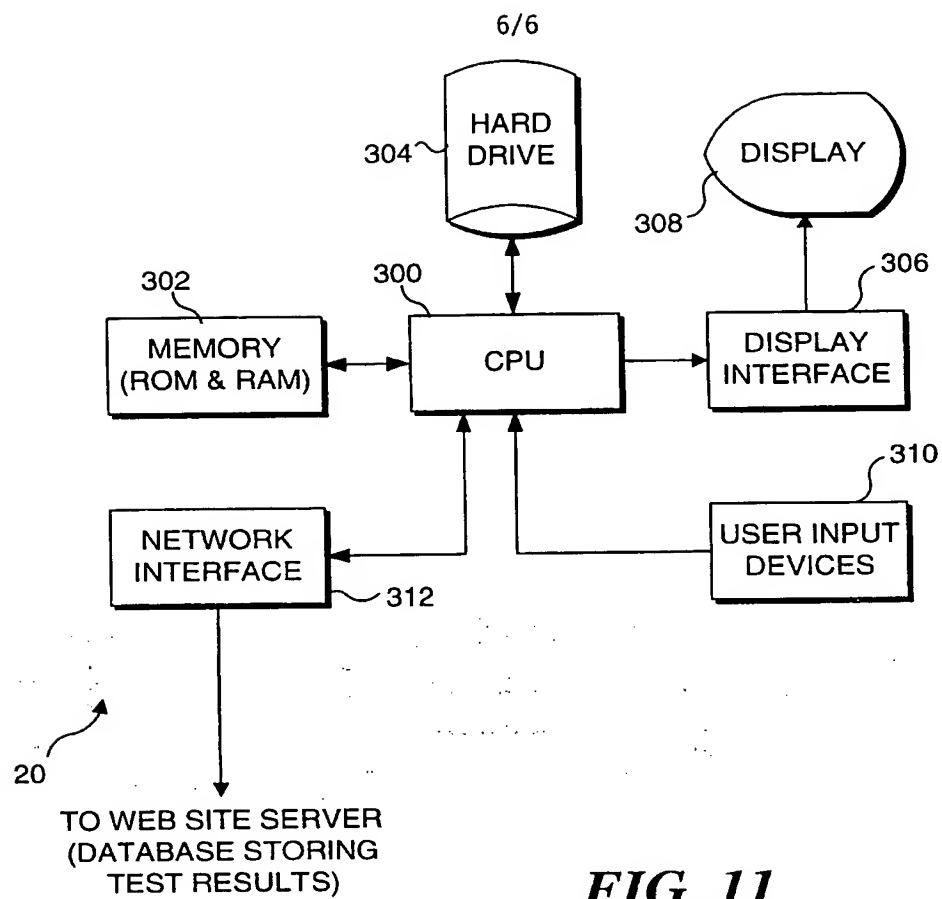 6/6
HARD
DRIVE
304
DISPLAY
308
300
306
302
MEMORY
(ROM & RAM)
CPU
DISPLAY
INTERFACE
310
NETWORK
INTERFACE
312
USER INPUT
DEVICES
20
TO WEB SITE SERVER
(DATABASE STORING
TEST RESULTS)
FIG. 11